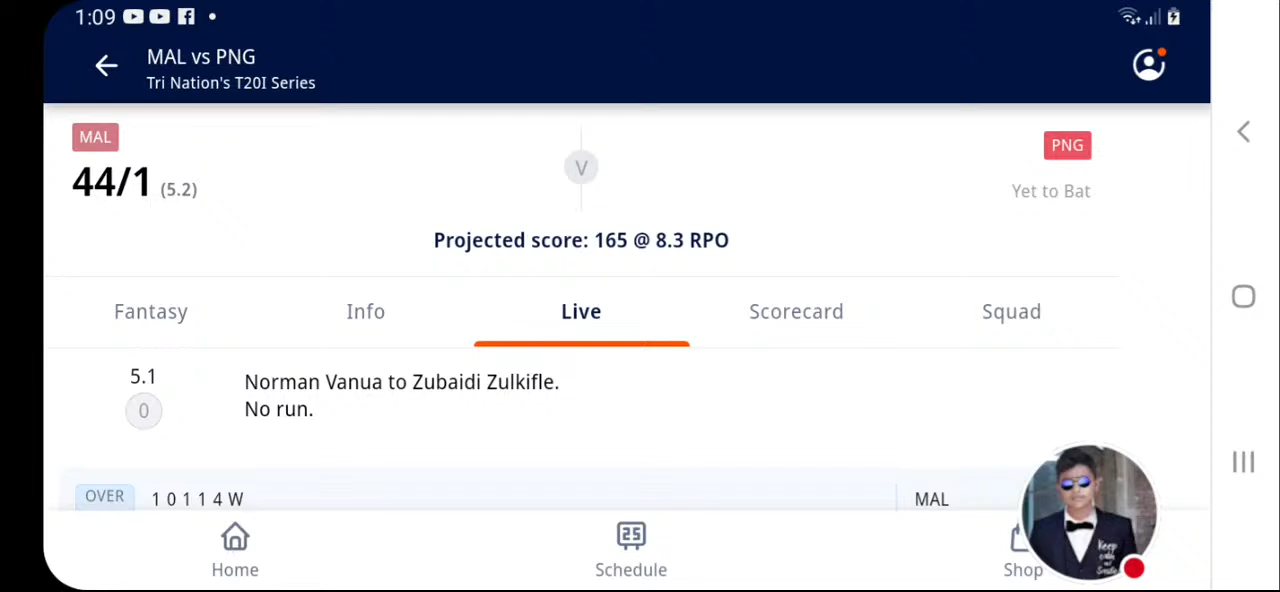 1:09
MAL vs PNG
Tri Nation's T20I Series
MAL
PNG
44/1 (5.2)
V
Yet to Bat
Projected score: 165 @ 8.3 RPO
Fantasy Info Live Scorecard Squad
5.1
0
Norman Vanua to Zubaidi Zulkifle.
No run.
OVER 1 0 1 1 4 W MAL
25
Home Schedule Shop
Keep
Smile